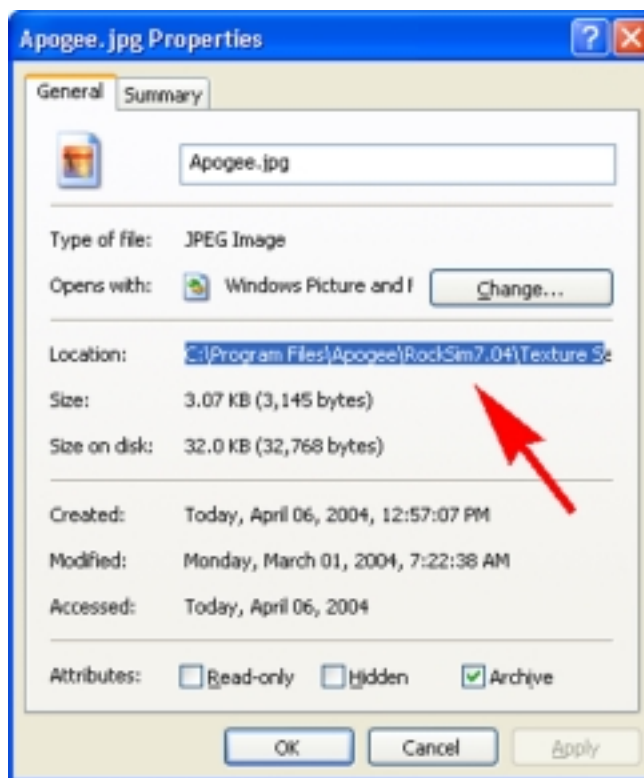 Apogee.jpg Properties
General Summary
Apogee.jpg
Type of file: JPEG Image
Opens with: Windows Picture and Change...
Location: C:\Program Files\Apogee\RockSim7.04\Texture Se
Size: 3.07 KB (3,145 bytes)
Size on disk: 32.0 KB (32,768 bytes)
Created: Today, April 06, 2004, 12:57:07 PM
Modified: Monday, March 01, 2004, 7:22:38 AM
Accessed: Today, April 06, 2004
Attributes: Read-only Hidden Archive
OK Cancel Apply